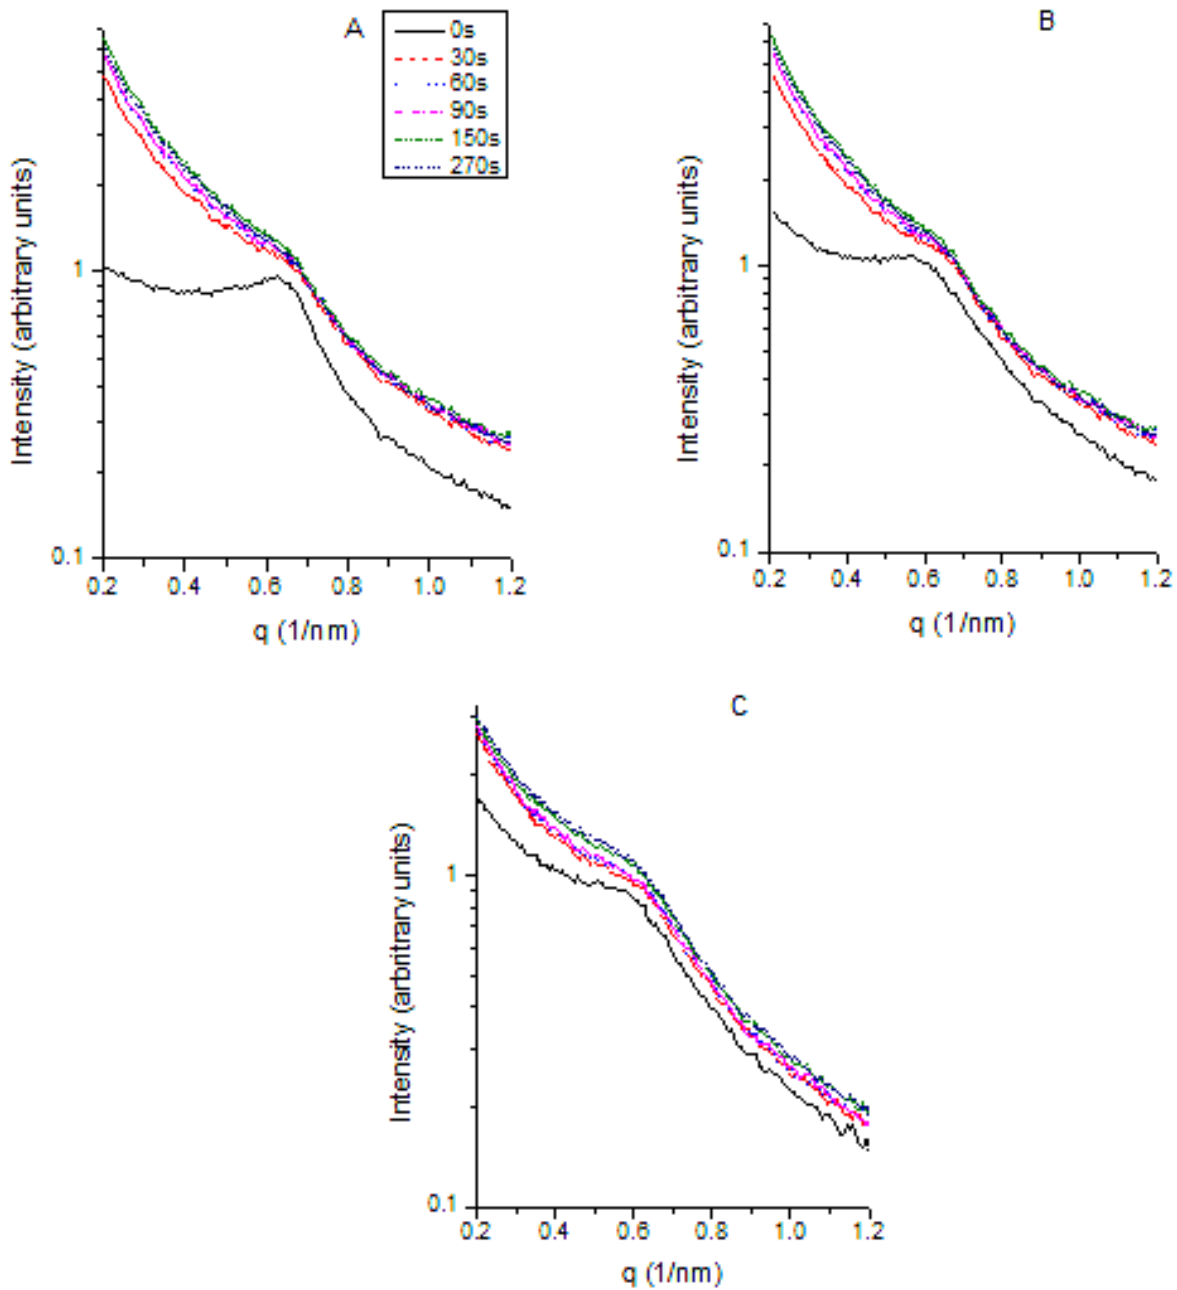 A
0s
30s
60s
90s
150s
270s
Intensity (arbitrary units)
1
0.1
0.2 0.4 0.6 0.8 1.0 1.2
q (1/nm)
B
Intensity (arbitrary units)
1
0.1
0.2 0.4 0.6 0.8 1.0 1.2
q (1/nm)
C
Intensity (arbritrary units)
1
0.1
0.2 0.4 0.6 0.8 1.0 1.2
q (1/nm)